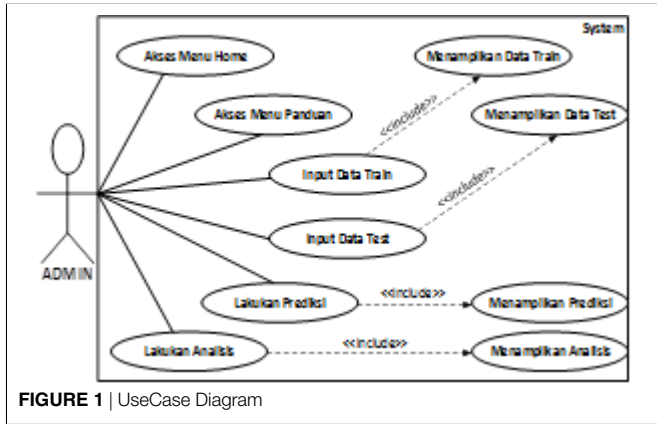 System
Akses Menu Home
Menampilkan Data Train
Akses Menu Panduan
<<include>>
Menampilkan Data Test
Input Data Train
<<include>>
Input Data Test
ADMIN
Lakukan Prediksi
<<include>>
Menampilkan Prediksi
Lakukan Analisis
<<include>>
Menampilkan Analisis
FIGURE 1 | UseCase Diagram